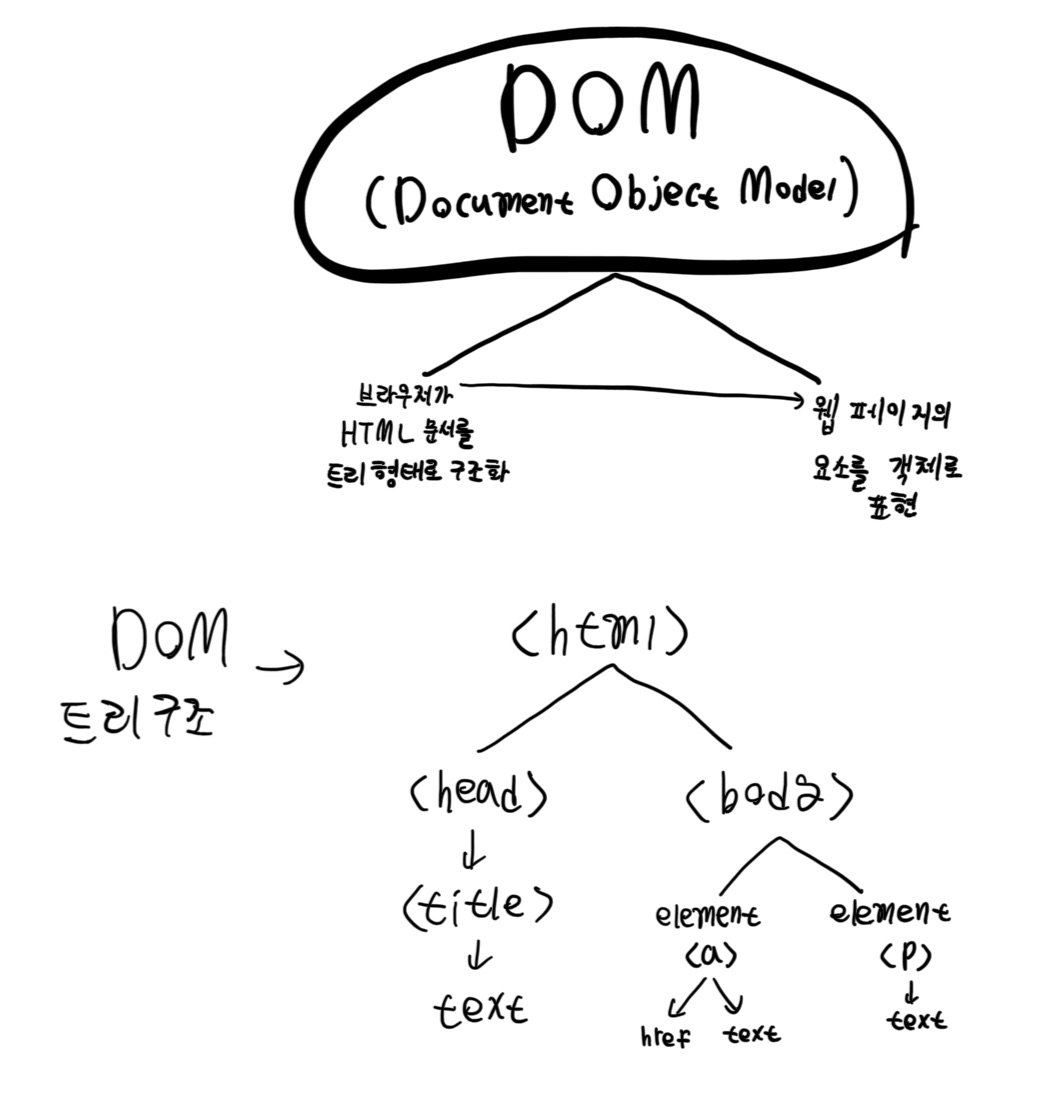 DOM
(Document Object Model)
브라우저가
HTML 문서를
트리 형태로 구조화
웹 페이지의
요소를 객체로
표현
DOM →
트리 구조
<html>
<head> <body>
<title>
text
element element
<a> <p>
href text text